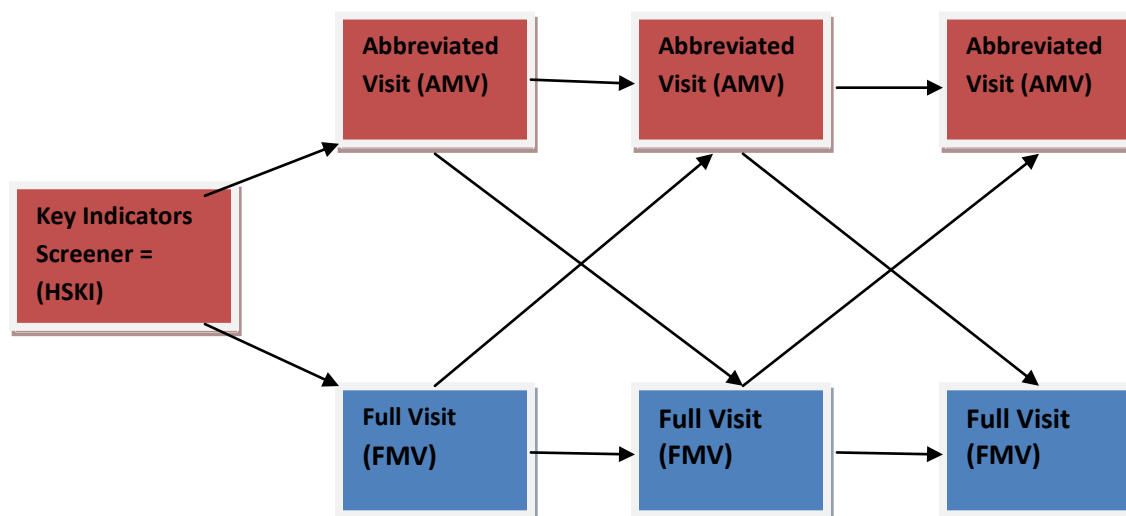 Abbreviated
Visit (AMV)
Abbreviated
Visit (AMV)
Abbreviated
Visit (AMV)
Key Indicators
Screener =
(HSKI)
Full Visit
(FMV)
Full Visit
(FMV)
Full Visit
(FMV)